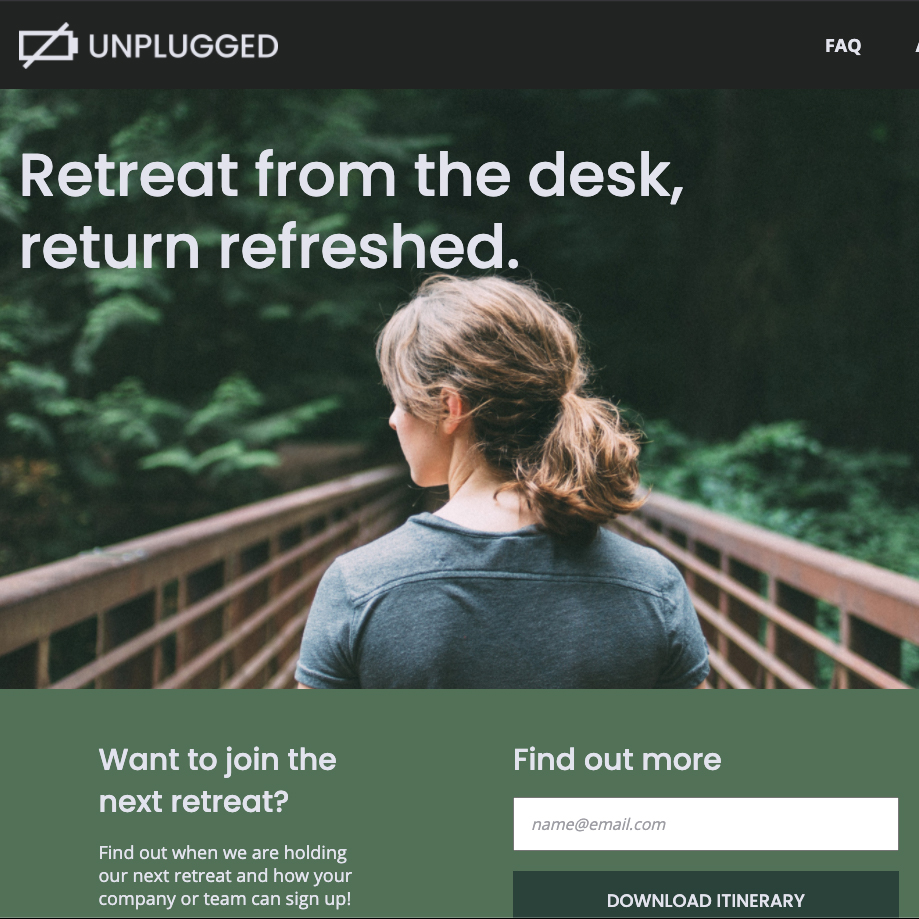 UNPLUGGED
FAQ
Retreat from the desk,
return refreshed.
Want to join the
next retreat?
Find out when we are holding
our next retreat and how your
company or team can sign up!
Find out more
name@email.com
DOWNLOAD ITINERARY